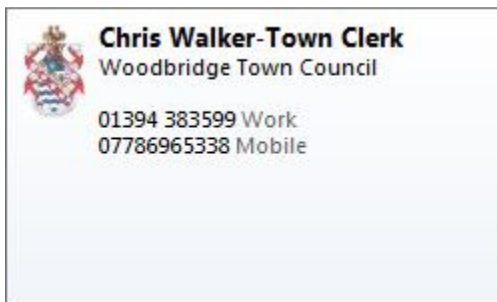 Chris Walker-Town Clerk
Woodbridge Town Council
01394 383599 Work
07786965338 Mobile